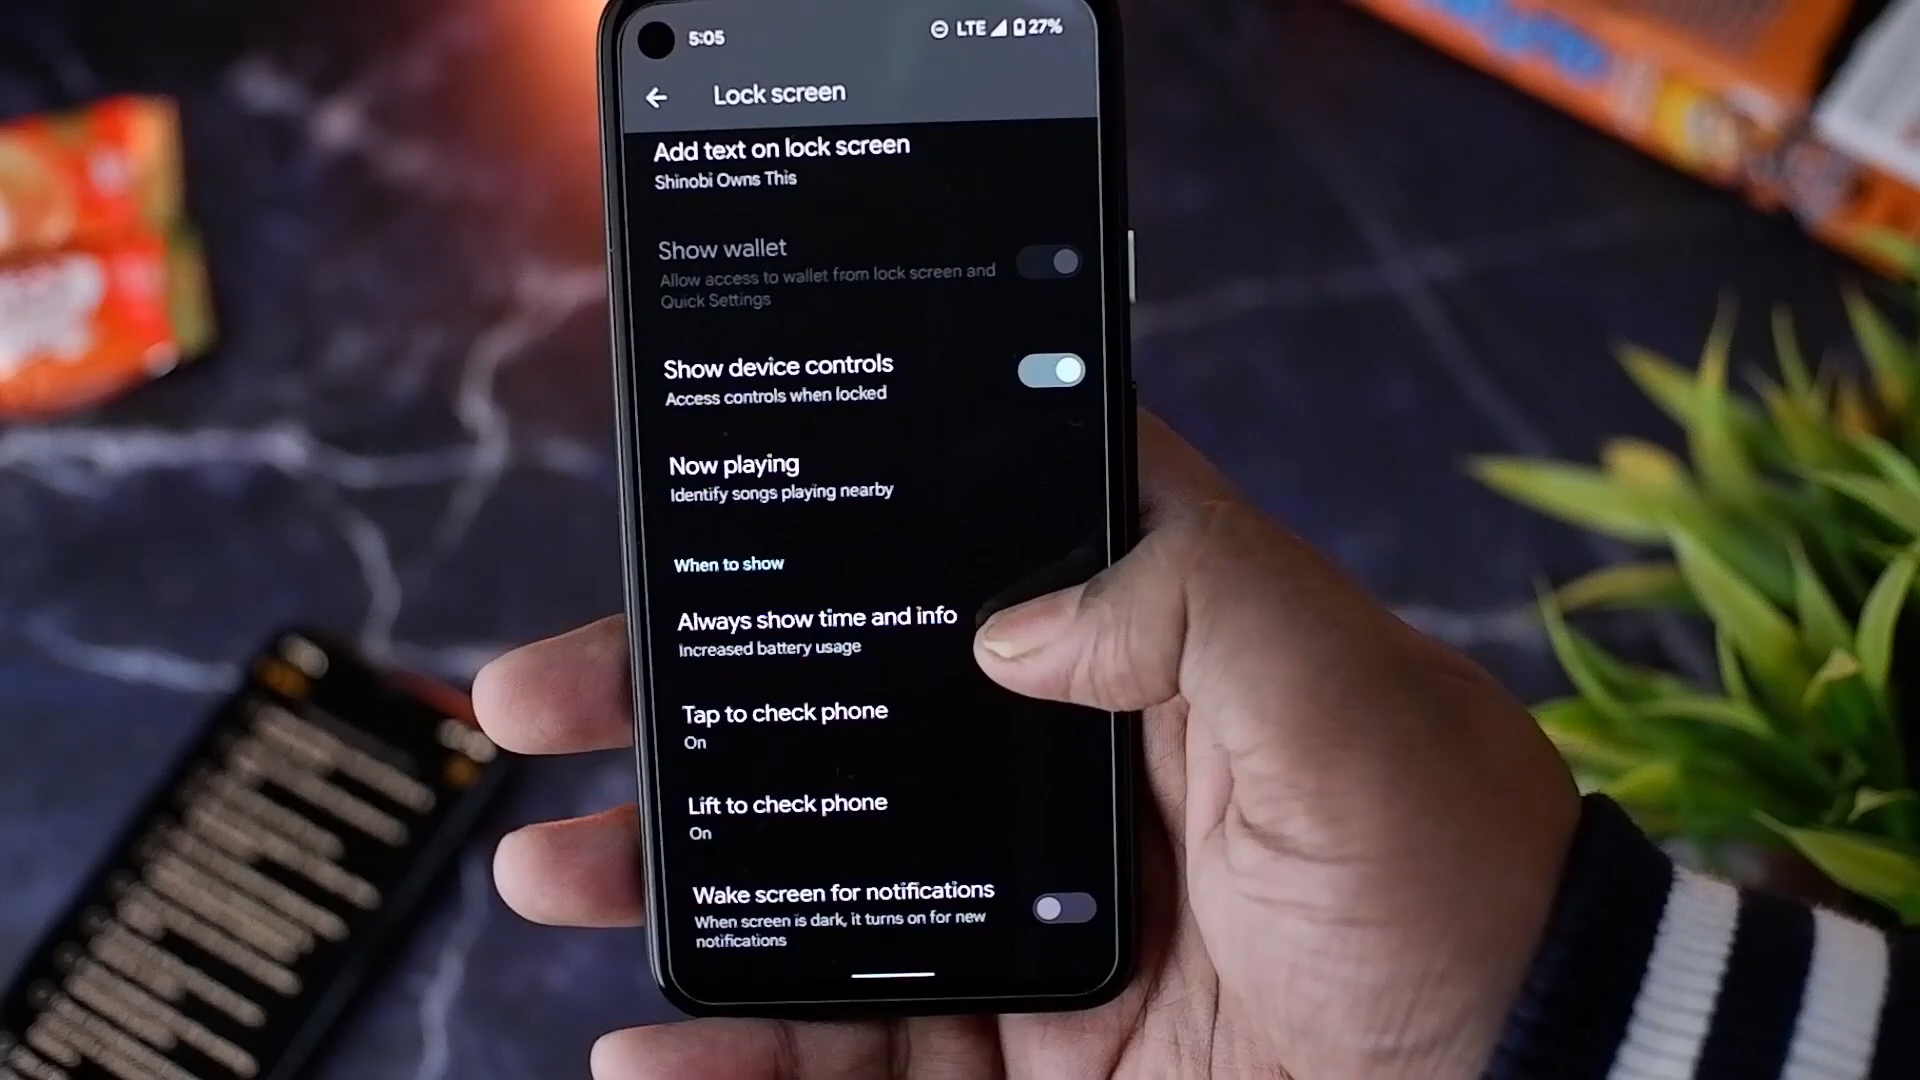 5:05
LTE 27%
Lock screen
Add text on lock screen
Shinobi Owns This
Show wallet
Allow access to wallet from lock screen and
Quick Settings
Show device controls
Access controls when locked
Now playing
Identify songs playing nearby
When to show
Always show time and info
Increased battery usage
Tap to check phone
On
Lift to check phone
On
Wake screen for notifications
When screen is dark, it turns on for new
notifications